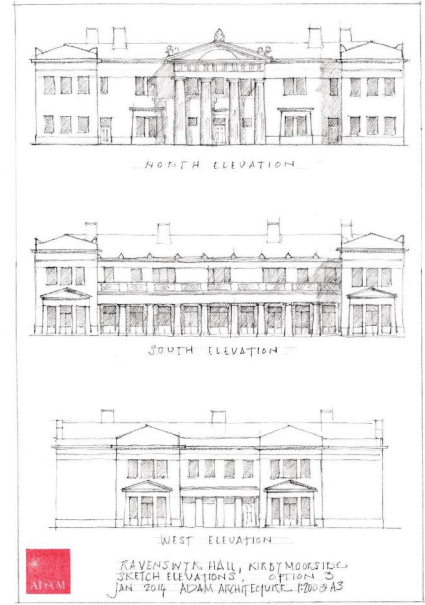 NORTH ELEVATION
SOUTH ELEVATION
WEST ELEVATION
ADAM
RAVENSWYK HALL, KIRBYMOORSIDE
SKETCH ELEVATIONS, OPTION 3
JAN 2014 ADAM ARCHITECTURE 1:200@A3